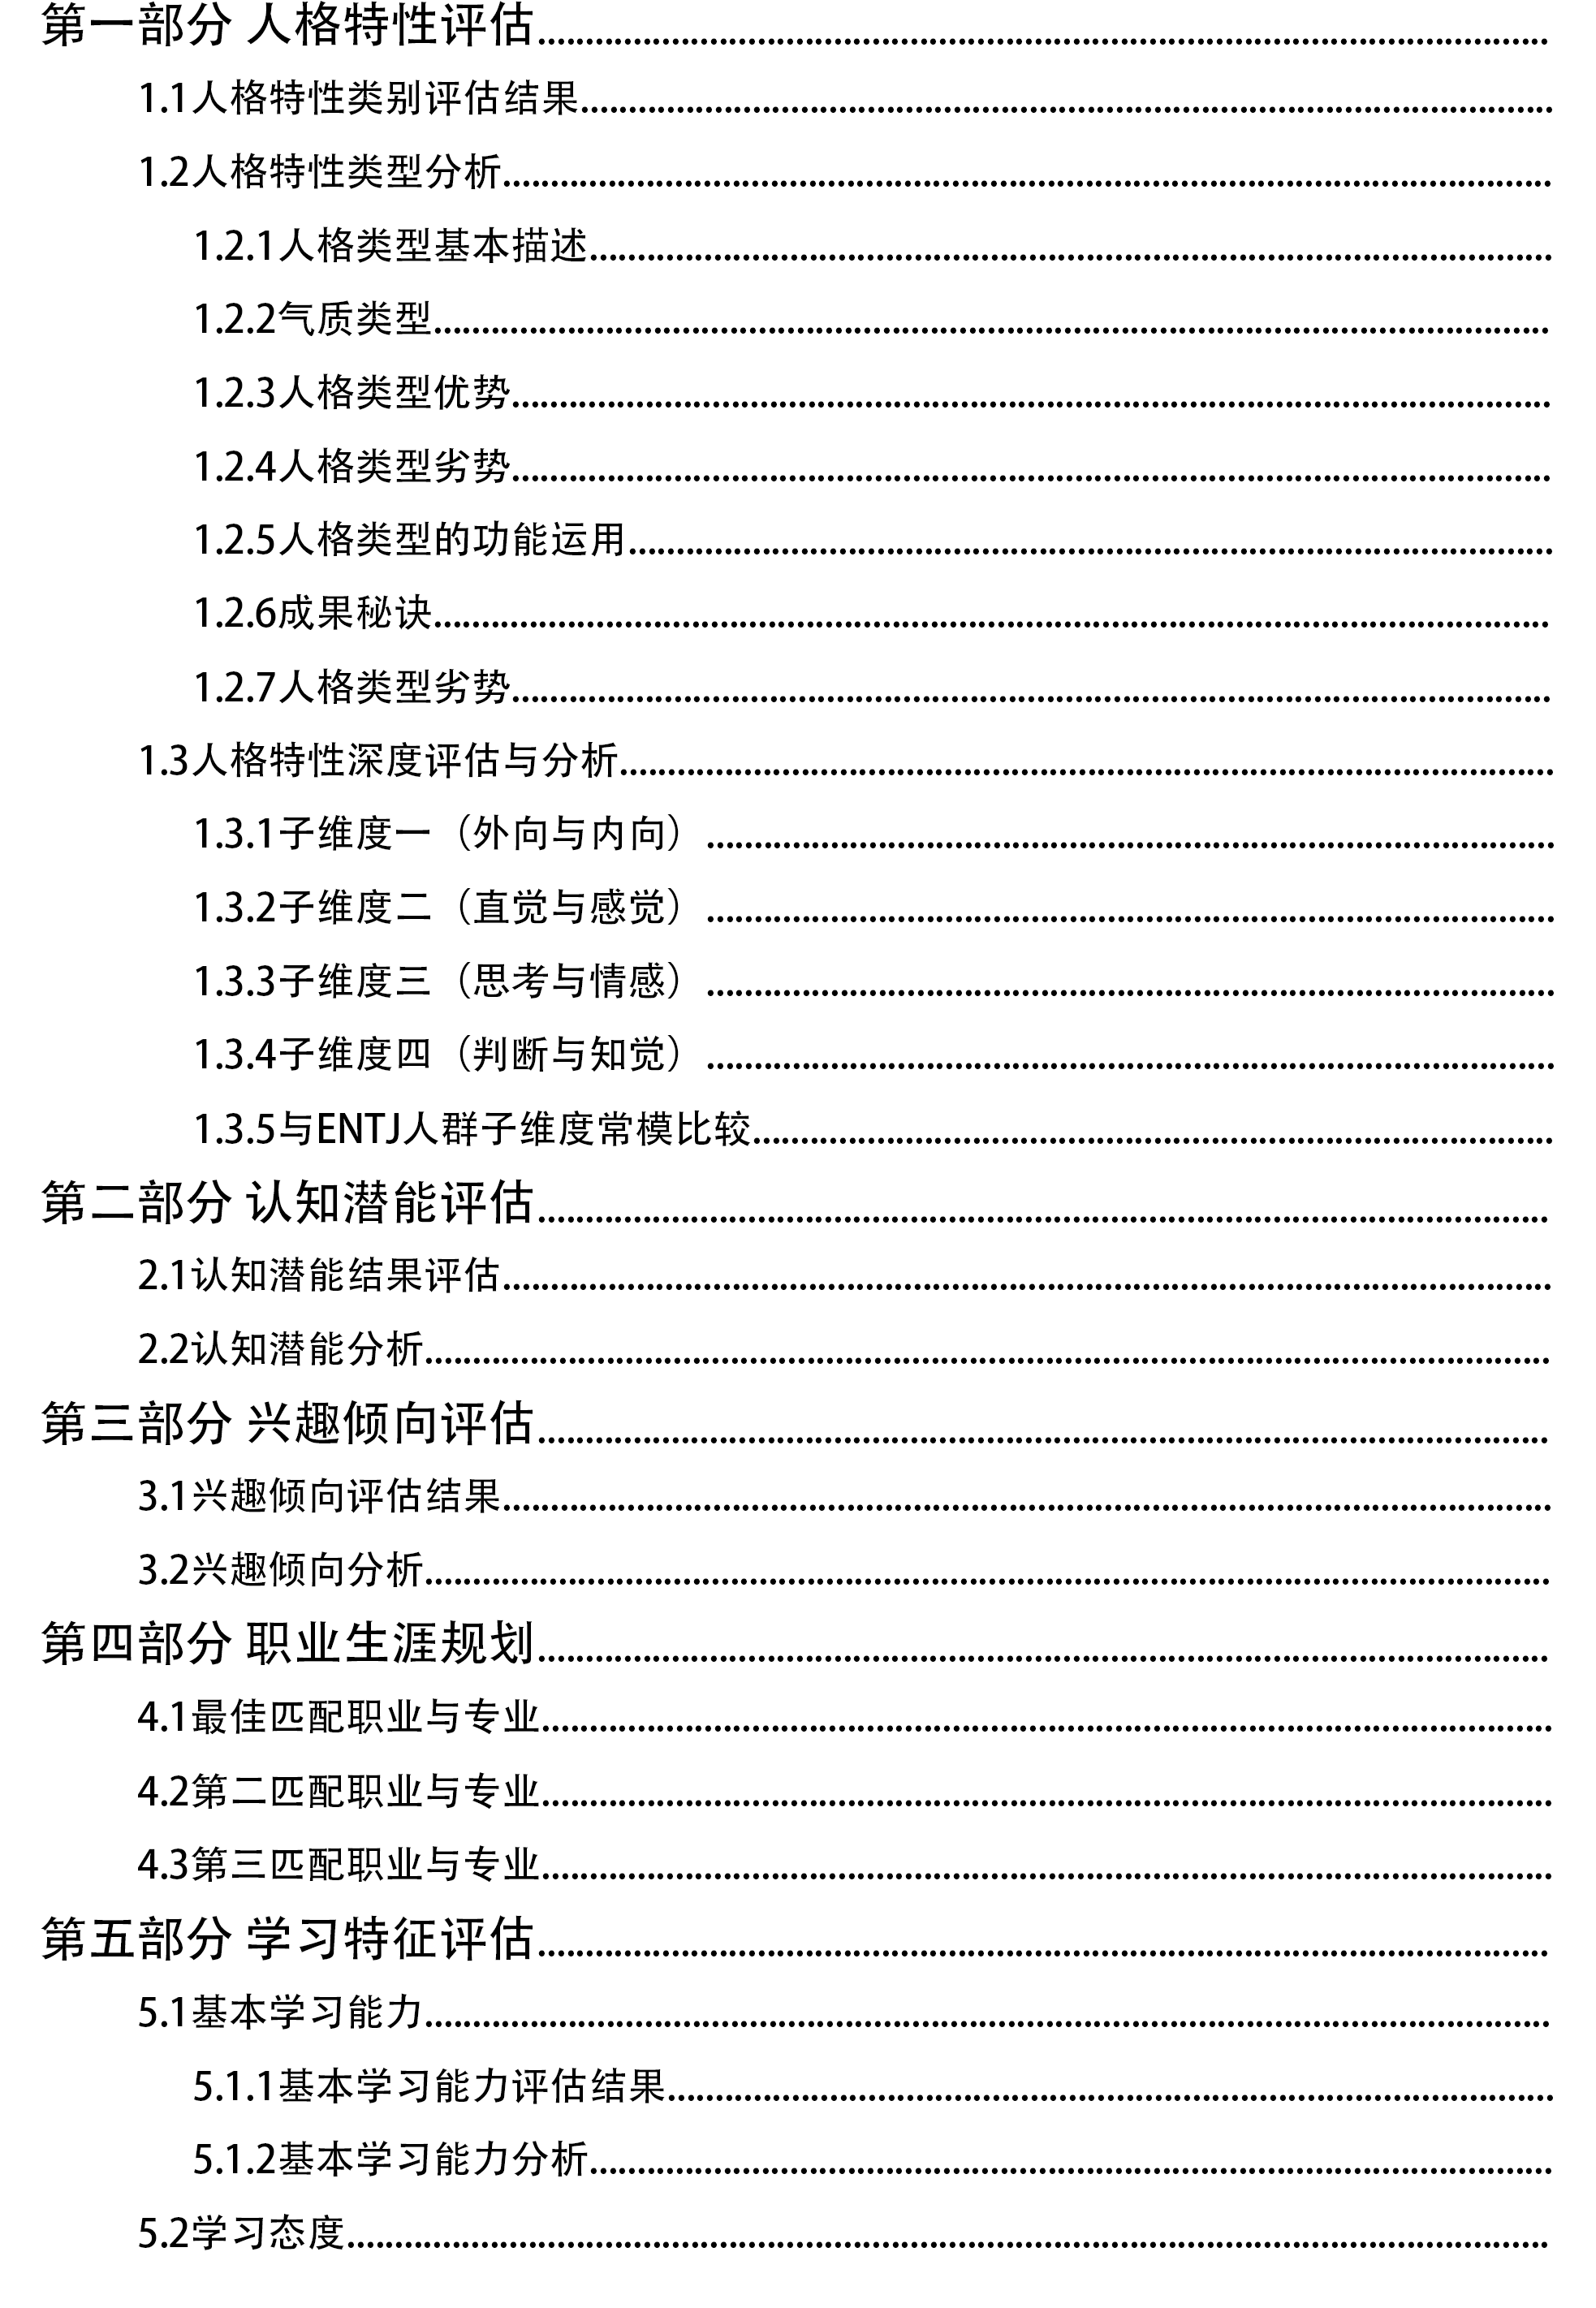 第一部分 人格特性评估................................................................................
1.1人格特性类别评估结果................................................................................
1.2人格特性类型分析................................................................................
1.2.1人格类型基本描述................................................................................
1.2.2气质类型................................................................................
1.2.3人格类型优势................................................................................
1.2.4人格类型劣势................................................................................
1.2.5人格类型的功能运用................................................................................
1.2.6成果秘诀................................................................................
1.2.7人格类型劣势................................................................................
1.3人格特性深度评估与分析................................................................................
1.3.1子维度一（外向与内向）................................................................................
1.3.2子维度二（直觉与感觉）................................................................................
1.3.3子维度三（思考与情感）................................................................................
1.3.4子维度四（判断与知觉）................................................................................
1.3.5与ENTJ人群子维度常模比较................................................................................
第二部分 认知潜能评估................................................................................
2.1认知潜能结果评估................................................................................
2.2认知潜能分析................................................................................
第三部分 兴趣倾向评估................................................................................
3.1兴趣倾向评估结果................................................................................
3.2兴趣倾向分析................................................................................
第四部分 职业生涯规划................................................................................
4.1最佳匹配职业与专业................................................................................
4.2第二匹配职业与专业................................................................................
4.3第三匹配职业与专业................................................................................
第五部分 学习特征评估................................................................................
5.1基本学习能力................................................................................
5.1.1基本学习能力评估结果................................................................................
5.1.2基本学习能力分析................................................................................
5.2学习态度................................................................................